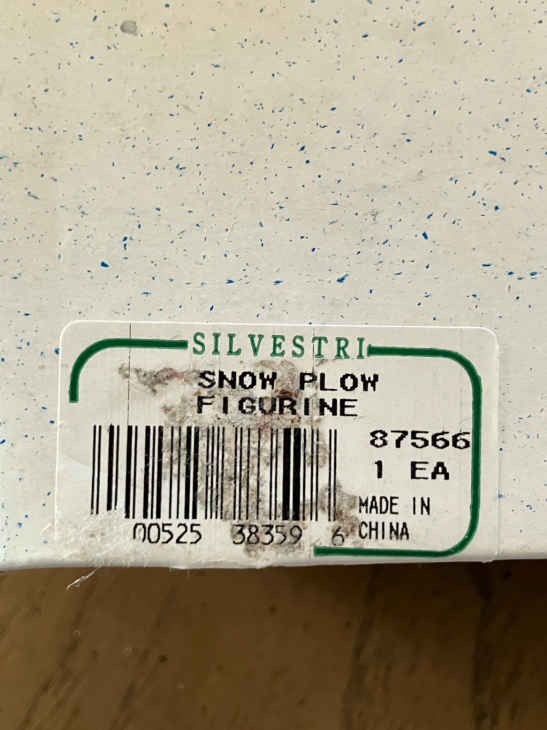 SILVESTRI
SNOW PLOW
FIGURINE
87566
1 EA
MADE IN
CHINA
00525 38359 6